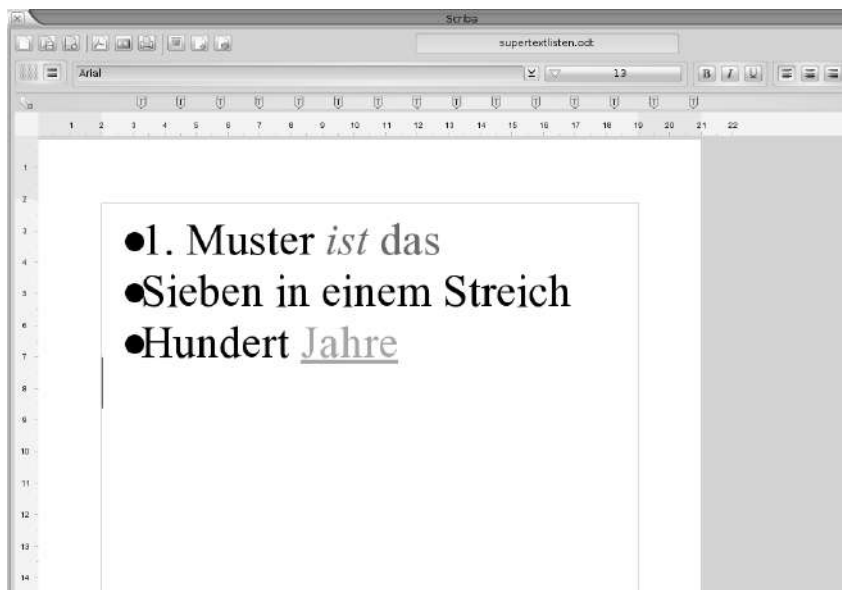 Scriba
supertextlisten.odt
Arial 13 B I U
1 2 3 4 5 6 7 8 9 10 11 12 13 14 15 16 17 18 19 20 21 22
1
2
3
4
5
6
7
8
9
10
11
12
13
14
●1. Muster ist das
●Sieben in einem Streich
●Hundert Jahre